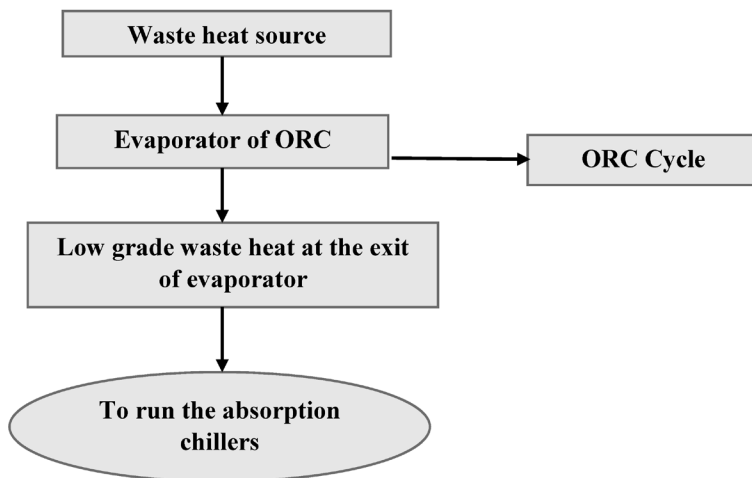 Waste heat source
Evaporator of ORC
ORC Cycle
Low grade waste heat at the exit
of evaporator
To run the absorption
chillers